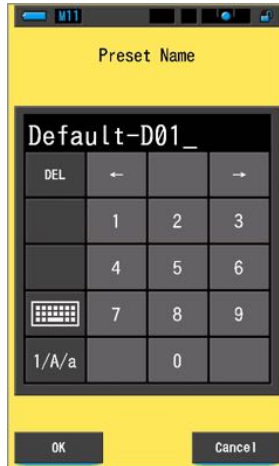 M11
Preset Name
Default-D01_
DEL ← →
1 2 3
4 5 6
7 8 9
1/A/a 0
OK Cancel